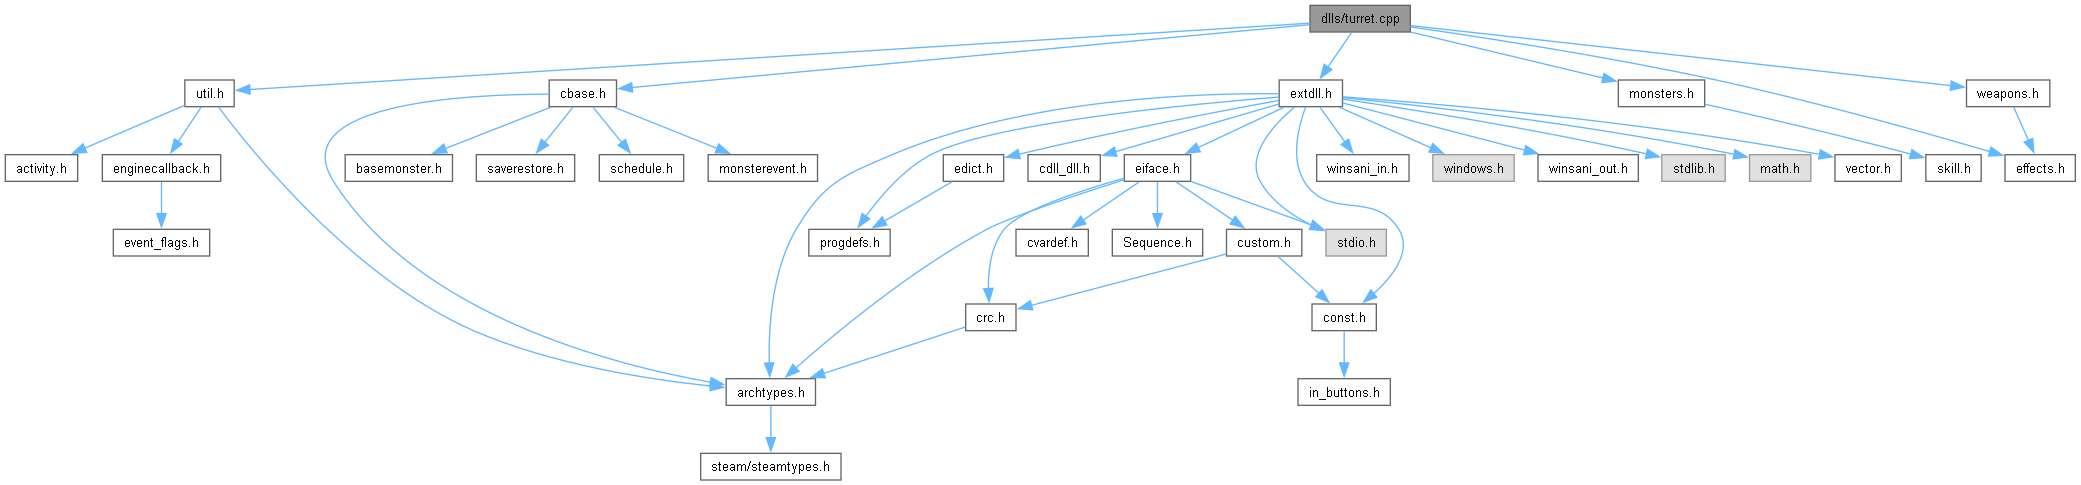 dlls/turret.cpp
util.h
cbase.h
extdll.h
monsters.h
weapons.h
activity.h
enginecallback.h
basemonster.h
saverestore.h
schedule.h
monsterevent.h
edict.h
cdll_dll.h
eiface.h
winsani_in.h
windows.h
winsani_out.h
stdlib.h
math.h
vector.h
skill.h
effects.h
event_flags.h
progdefs.h
cvardef.h
Sequence.h
custom.h
stdio.h
crc.h
const.h
archtypes.h
in_buttons.h
steam/steamtypes.h